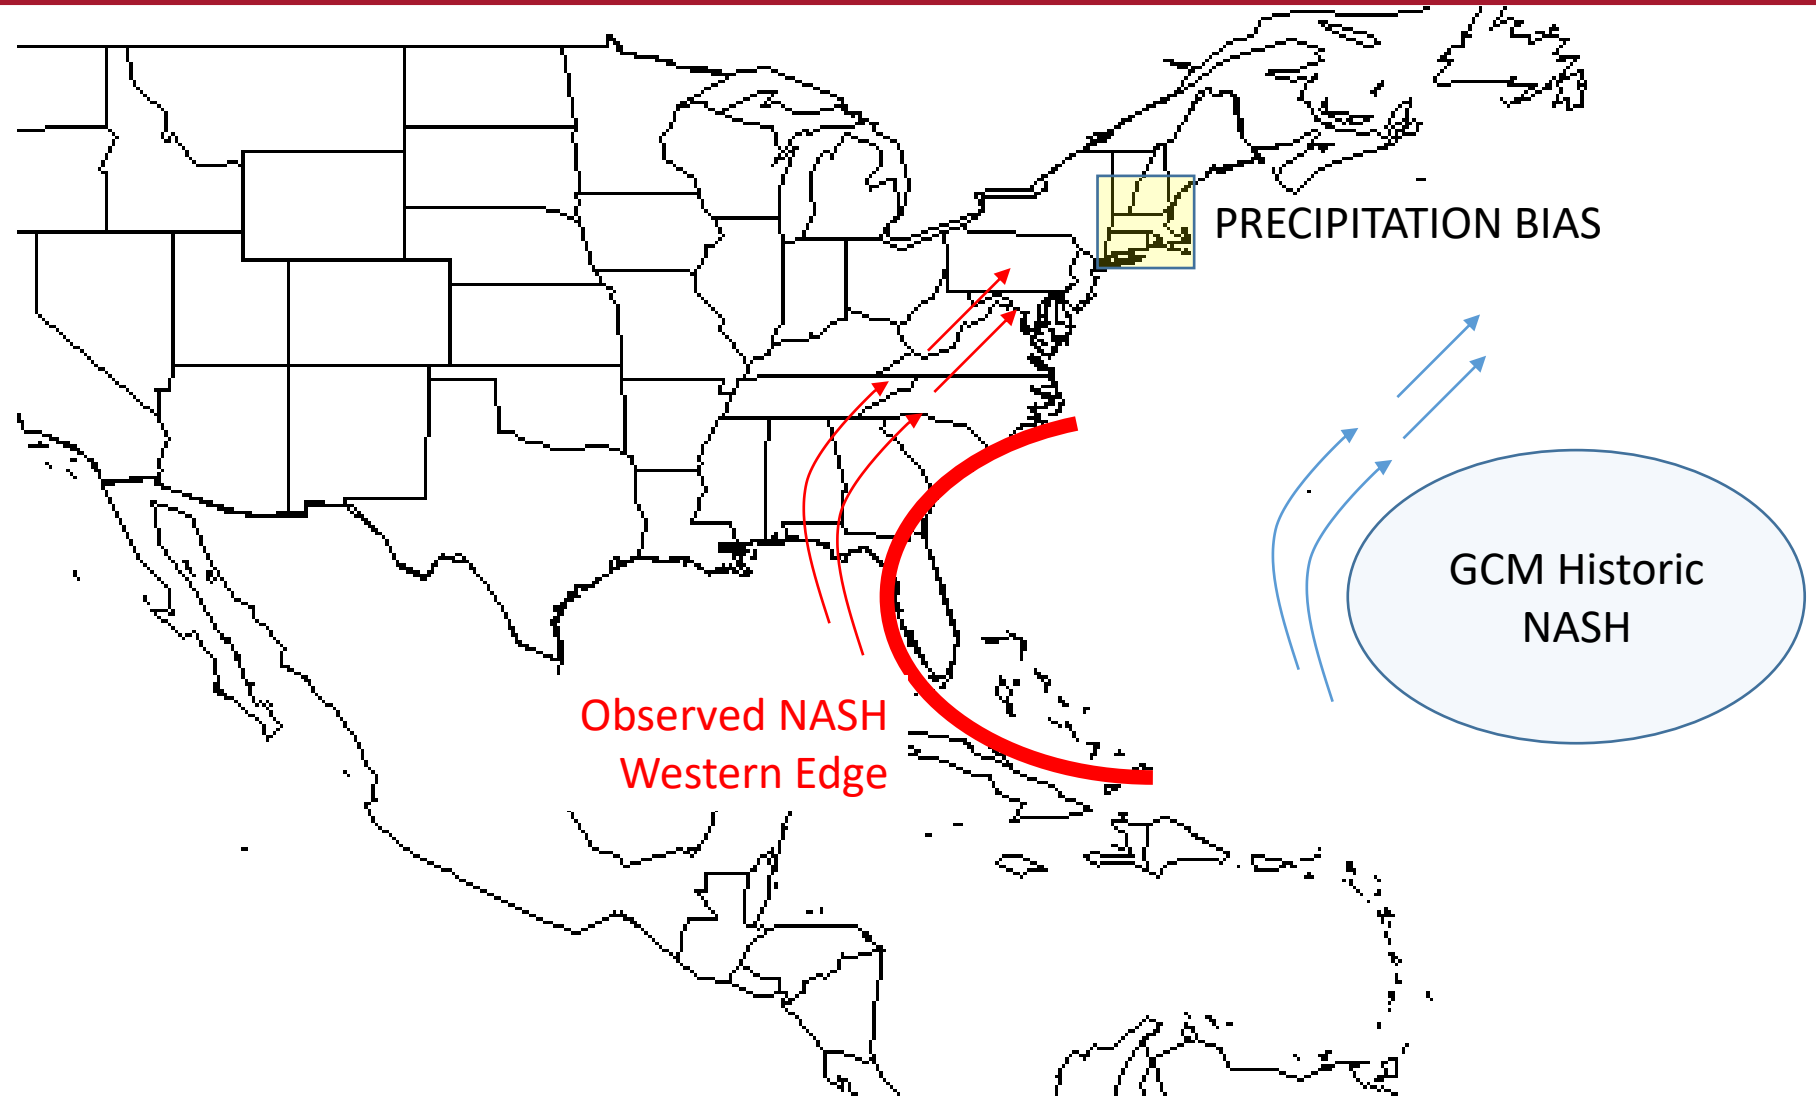 PRECIPITATION BIAS
GCM Historic
NASH
Observed NASH
Western Edge